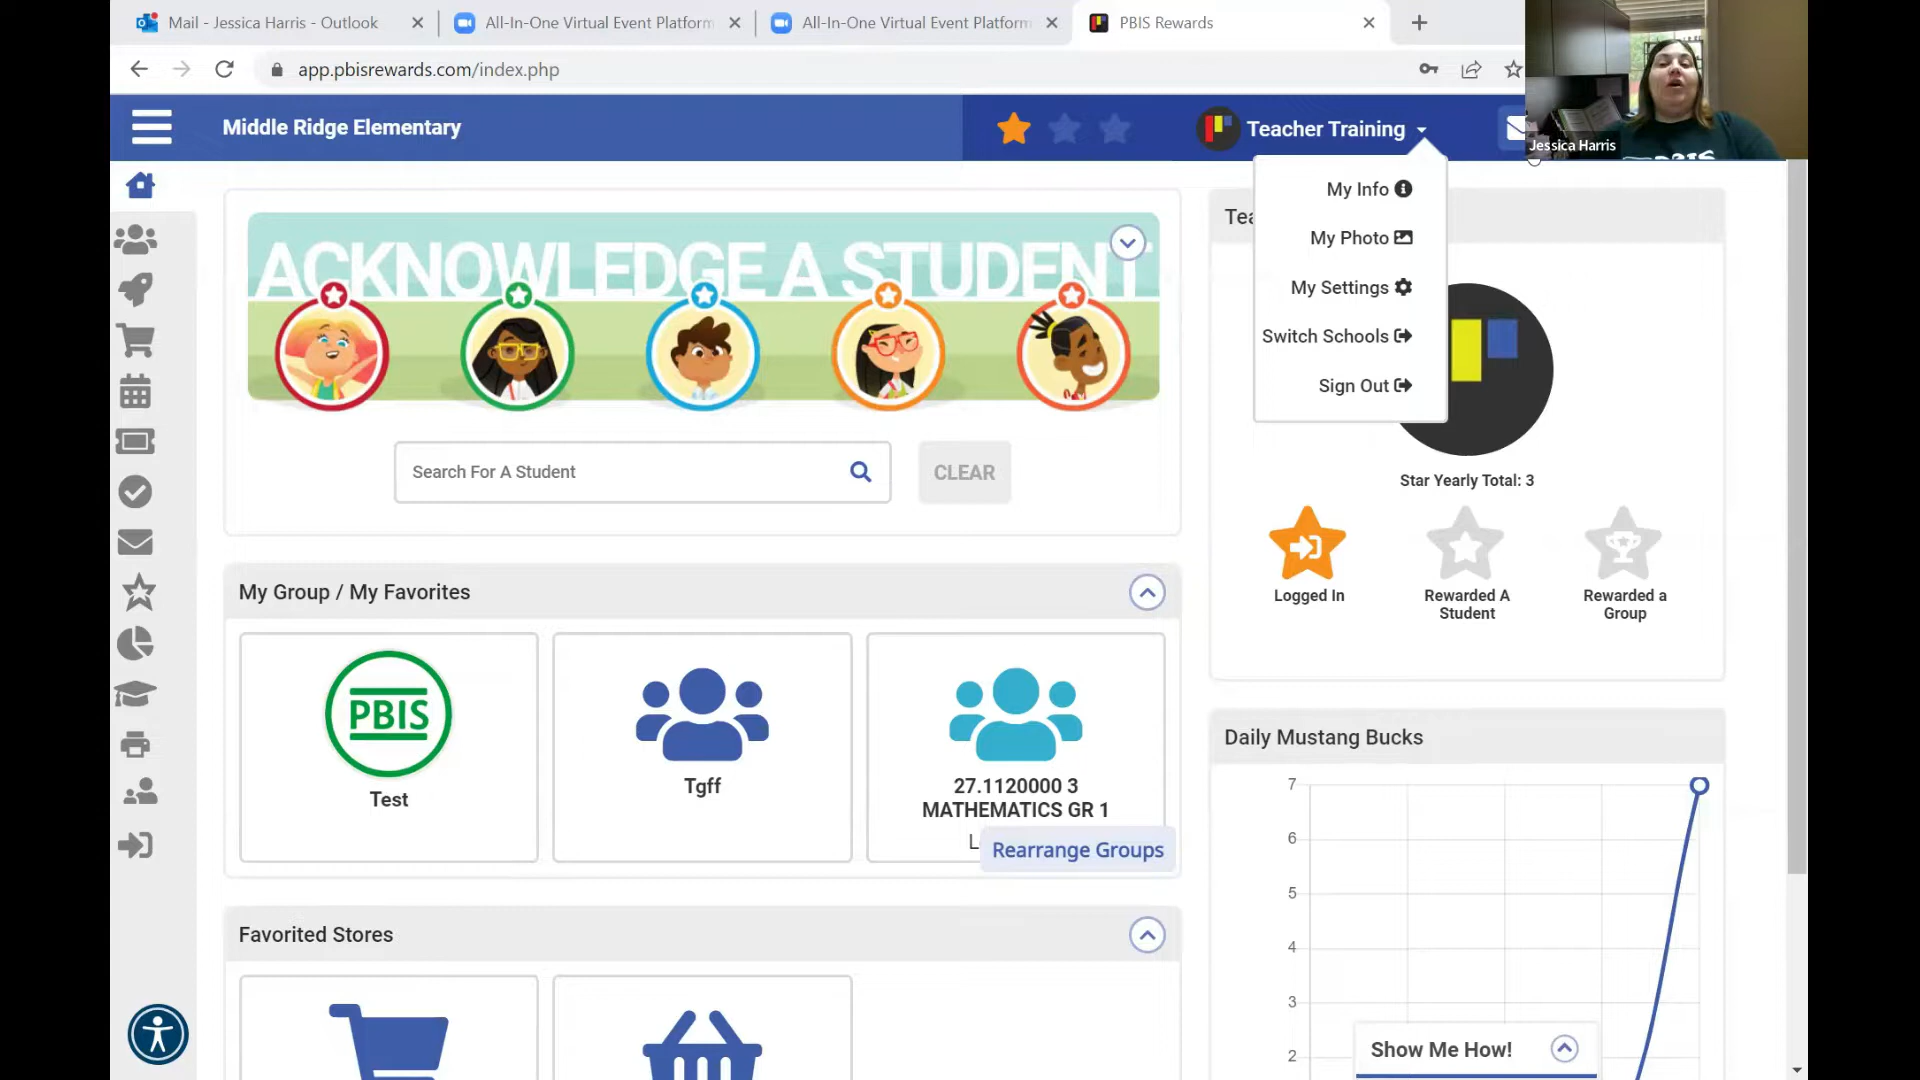 Mail - Jessica Harris - Outlook
All-In-One Virtual Event Platform
All-In-One Virtual Event Platform
PBIS Rewards
app.pbisrewards.com/index.php
Middle Ridge Elementary
Teacher Training
Jessica Harris
My Info
My Photo
My Settings
Switch Schools
Sign Out
ACKNOWLEDGE A STUDENT
Search For A Student
CLEAR
Star Yearly Total: 3
Logged In
Rewarded A
Student
Rewarded a
Group
My Group / My Favorites
PBIS
Test
Tgff
27.1120000 3
MATHEMATICS GR 1
Rearrange Groups
Daily Mustang Bucks
7
6
5
4
3
2
Favorited Stores
Show Me How!